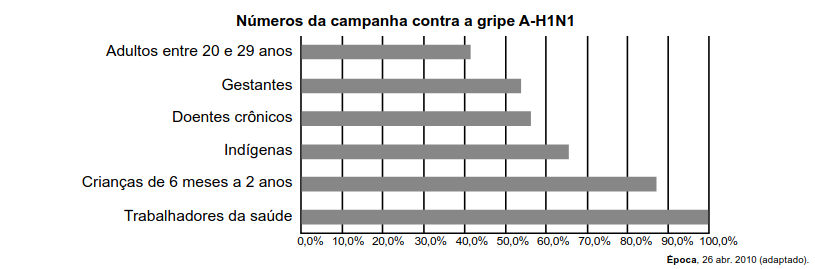 Números da campanha contra a gripe A-H1N1
Adultos entre 20 e 29 anos
Gestantes
Doentes crônicos
Indígenas
Crianças de 6 meses a 2 anos
Trabalhadores da saúde
0,0% 10,0% 20,0% 30,0% 40,0% 50,0% 60,0% 70,0% 80,0% 90,0% 100,0%
Época, 26 abr. 2010 (adaptado).